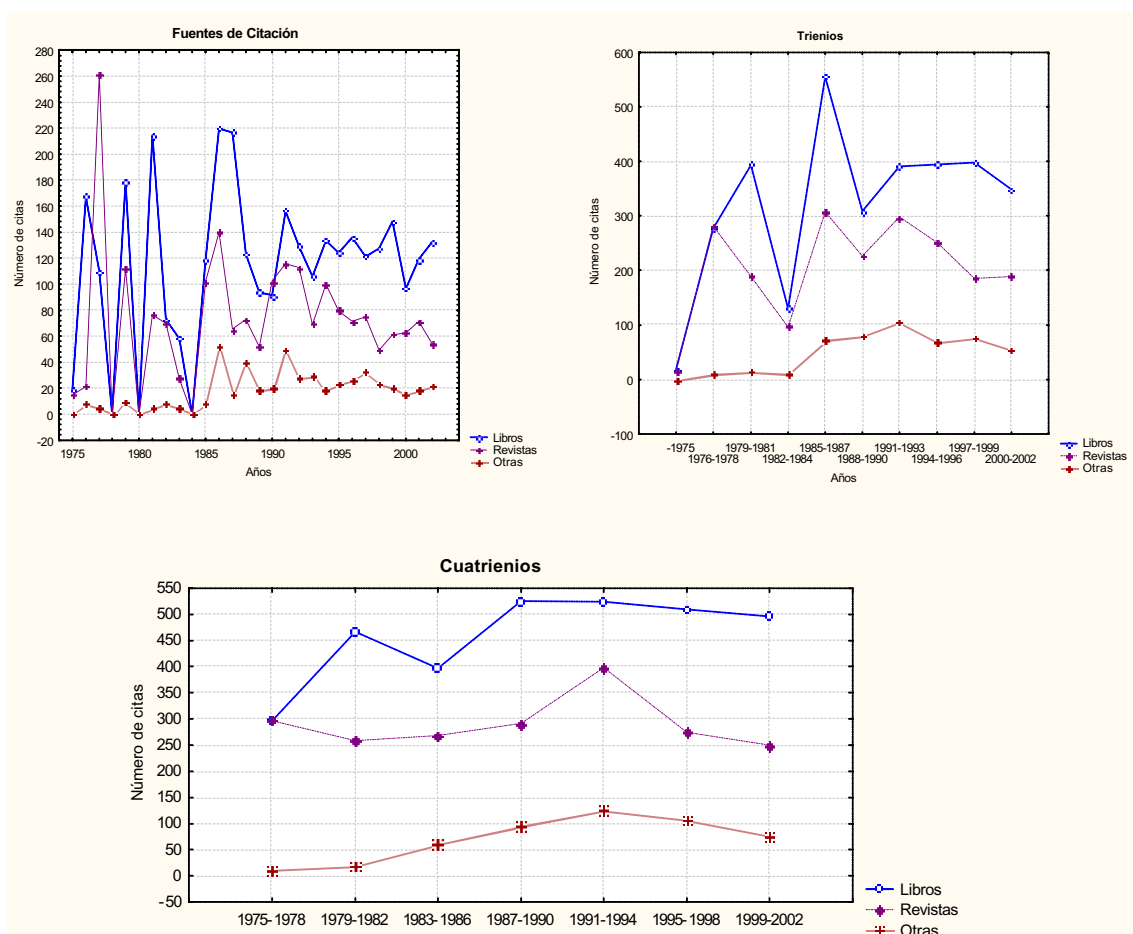 Fuentes de Citación
280
260
240
220
200
180
160
140
120
100
80
60
40
20
0
-20
Número de citas
1975 1980 1985 1990 1995 2000
Años
Libros
Revistas
Otras
Trienios
600
500
400
300
200
100
0
-100
Número de citas
-1975 1979-1981 1985-1987 1991-1993 1997-1999
1976-1978 1982-1984 1988-1990 1994-1996 2000-2002
Años
Libros
Revistas
Otras
Cuatrienios
550
500
450
400
350
300
250
200
150
100
50
0
-50
Número de citas
1975-1978 1979-1982 1983-1986 1987-1990 1991-1994 1995-1998 1999-2002
Libros
Revistas
Otras